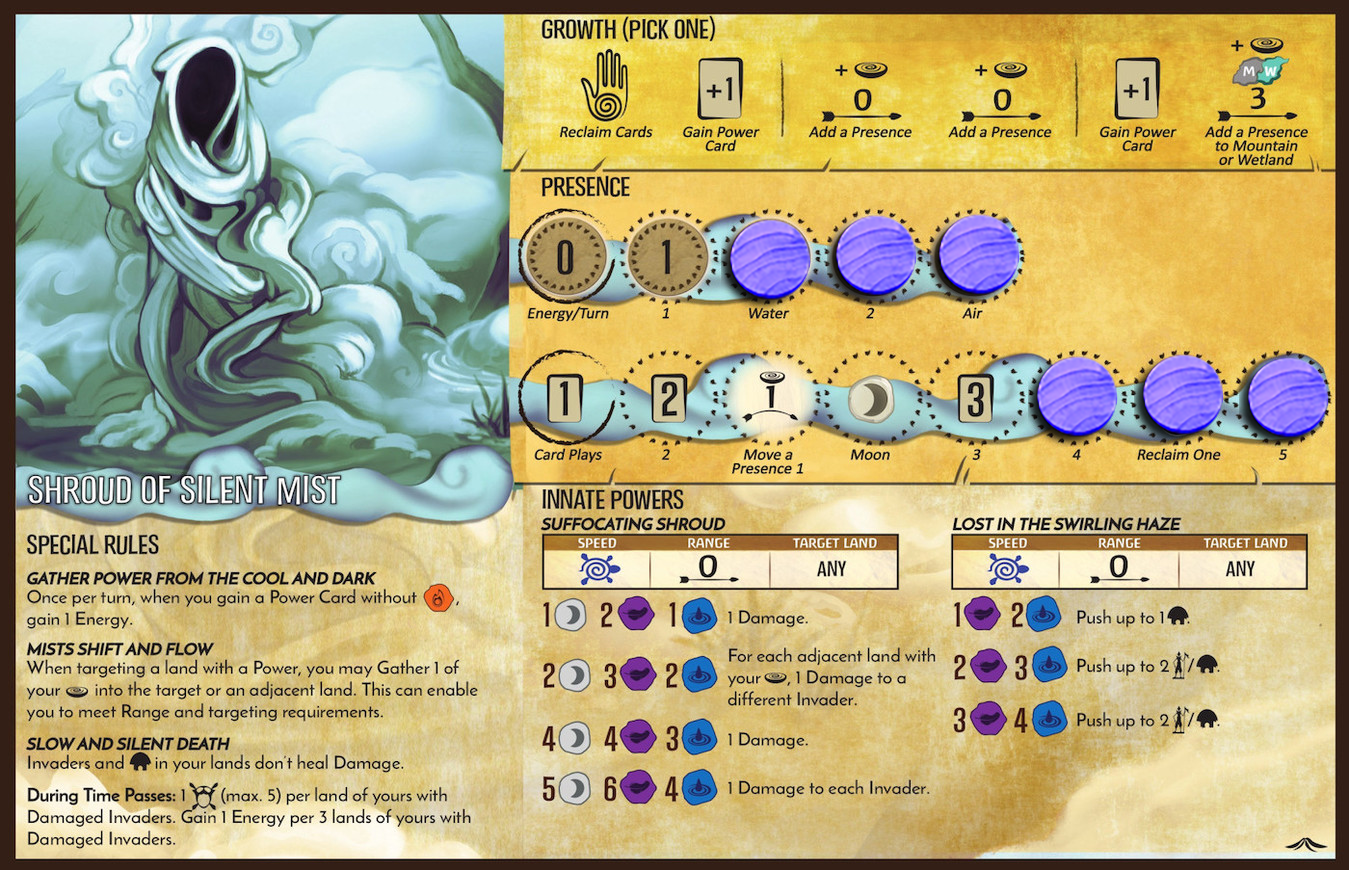 GROWTH (PICK ONE)
+1
+ 0
+ 0
+1
+ M W 3
Reclaim Cards
Gain Power Card
Add a Presence
Add a Presence
Gain Power Card
Add a Presence to Mountain or Wetland
PRESENCE
0 1
Energy/Turn 1 Water 2 Air
1 2 1 3
Card Plays 2 Move a Presence 1 Moon 3 4 Reclaim One 5
SHROUD OF SILENT MIST
SPECIAL RULES
GATHER POWER FROM THE COOL AND DARK
Once per turn, when you gain a Power Card without ,
gain 1 Energy.
MISTS SHIFT AND FLOW
When targeting a land with a Power, you may Gather 1 of
your into the target or an adjacent land. This can enable
you to meet Range and targeting requirements.
SLOW AND SILENT DEATH
Invaders and in your lands don't heal Damage.
During Time Passes: 1 (max. 5) per land of yours with
Damaged Invaders. Gain 1 Energy per 3 lands of yours with
Damaged Invaders.
INNATE POWERS
SUFFOCATING SHROUD
SPEED RANGE TARGET LAND
0 ANY
1 2 1 1 Damage.
2 3 2 For each adjacent land with
your , 1 Damage to a
different Invader.
4 4 3 1 Damage.
5 6 4 1 Damage to each Invader.
LOST IN THE SWIRLING HAZE
SPEED RANGE TARGET LAND
0 ANY
1 2 Push up to 1 .
2 3 Push up to 2 / .
3 4 Push up to 2 / .